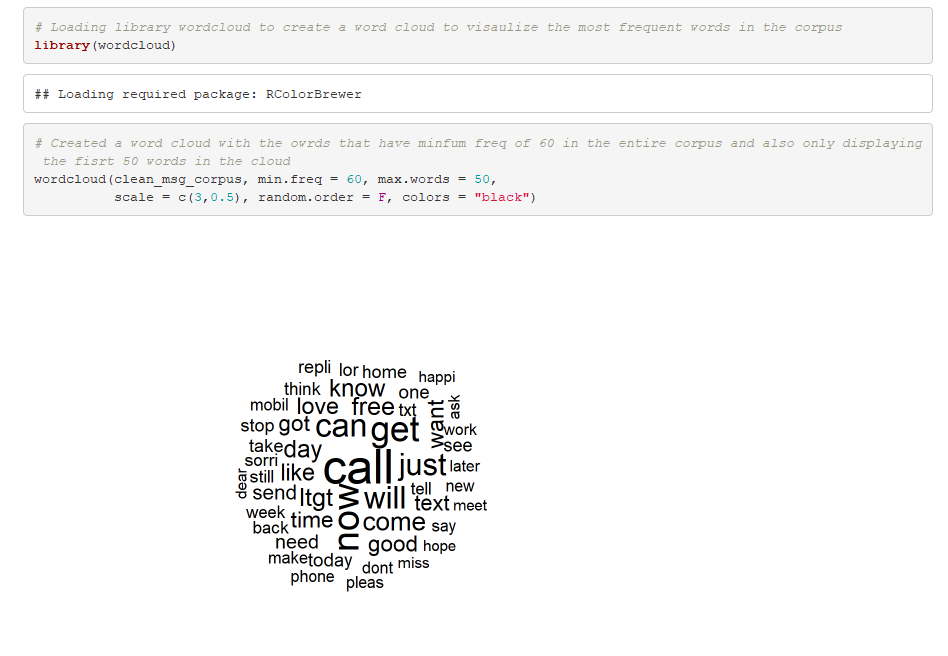 # Loading library wordcloud to create a word cloud to visaulize the most frequent words in the corpus
library(wordcloud)
## Loading required package: RColorBrewer
# Created a word cloud with the owrds that have minfum freq of 60 in the entire corpus and also only displaying
the fisrt 50 words in the cloud
wordcloud(clean_msg_corpus, min.freq = 60, max.words = 50,
scale = c(3,0.5), random.order = F, colors = "black")
repli lor home happi
think know one
mobil love free txt want ask
stop got can get work
take day see
sorri call just later
dear still like
send ltgt now will tell new
text meet
week time come say
back
need good hope
make today dont miss
phone pleas